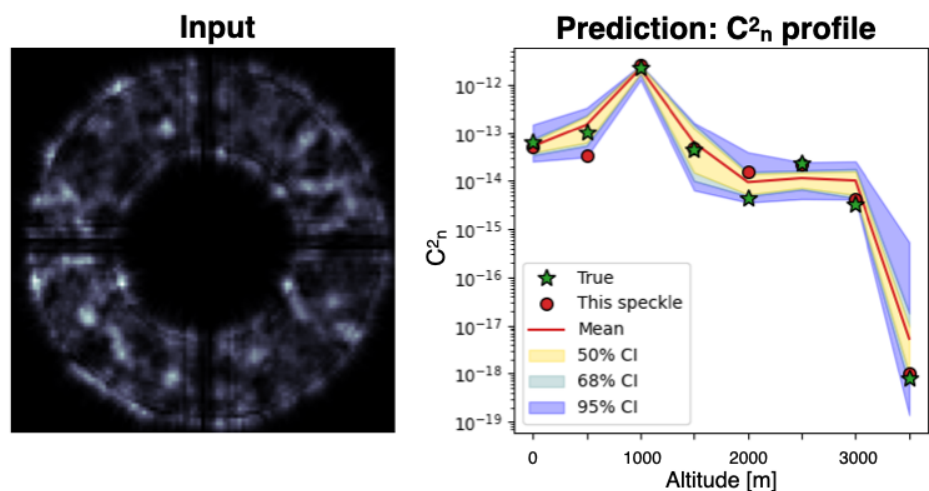 Input
Prediction: C²ₙ profile
C²ₙ
10⁻¹²
10⁻¹³
10⁻¹⁴
10⁻¹⁵
10⁻¹⁶
10⁻¹⁷
10⁻¹⁸
10⁻¹⁹
True
This speckle
Mean
50% CI
68% CI
95% CI
0
1000
2000
3000
Altitude [m]